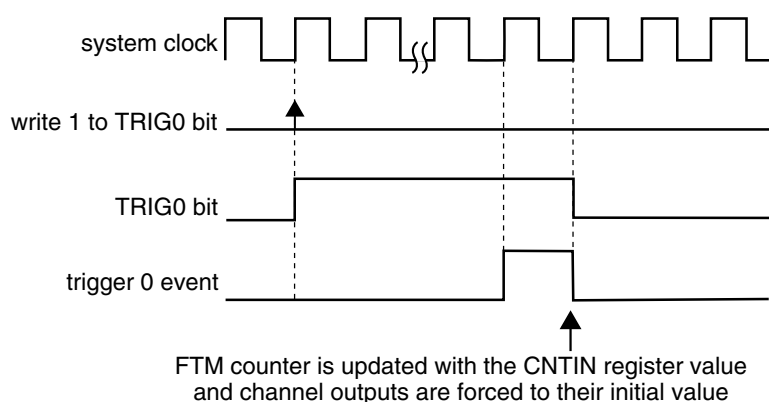 system clock
write 1 to TRIG0 bit
TRIG0 bit
trigger 0 event
FTM counter is updated with the CNTIN register value
and channel outputs are forced to their initial value